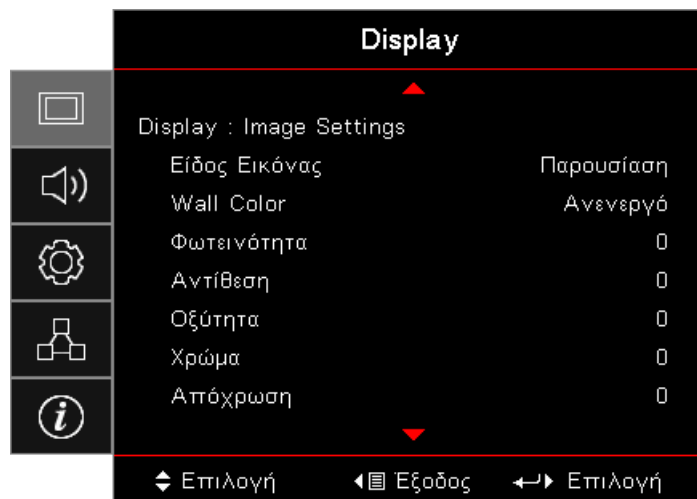 Display
Display : Image Settings
Είδος Εικόνας Παρουσίαση
Wall Color Ανενεργό
Φωτεινότητα 0
Αντίθεση 0
Οξύτητα 0
Χρώμα 0
Απόχρωση 0
Επιλογή Έξοδος Επιλογή